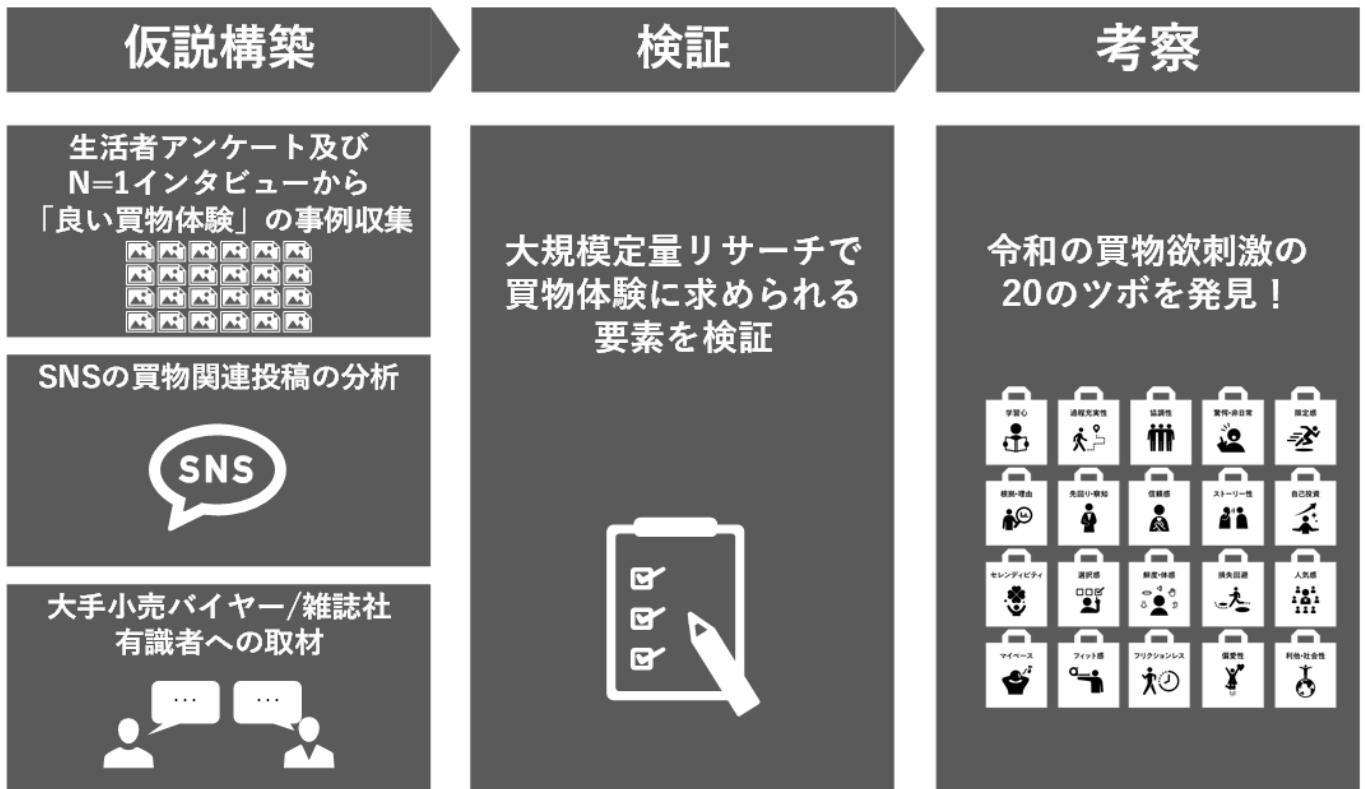 仮説構築
検証
考察
生活者アンケート及び
N=1インタビューから
「良い買物体験」の事例収集
SNSの買物関連投稿の分析
SNS
大手小売バイヤー/雑誌社
有識者への取材
…
…
大規模定量リサーチで
買物体験に求められる
要素を検証
令和の買物欲刺激の
20のツボを発見！
学習心
過程充実性
協調性
驚愕・非日常
限定感
根拠・理由
先回り・察知
信頼感
ストーリー性
自己投資
セレンディピティ
選択感
鮮度・体感
損失回避
人気感
マイペース
フィット感
フリクションレス
偏愛性
利他・社会性